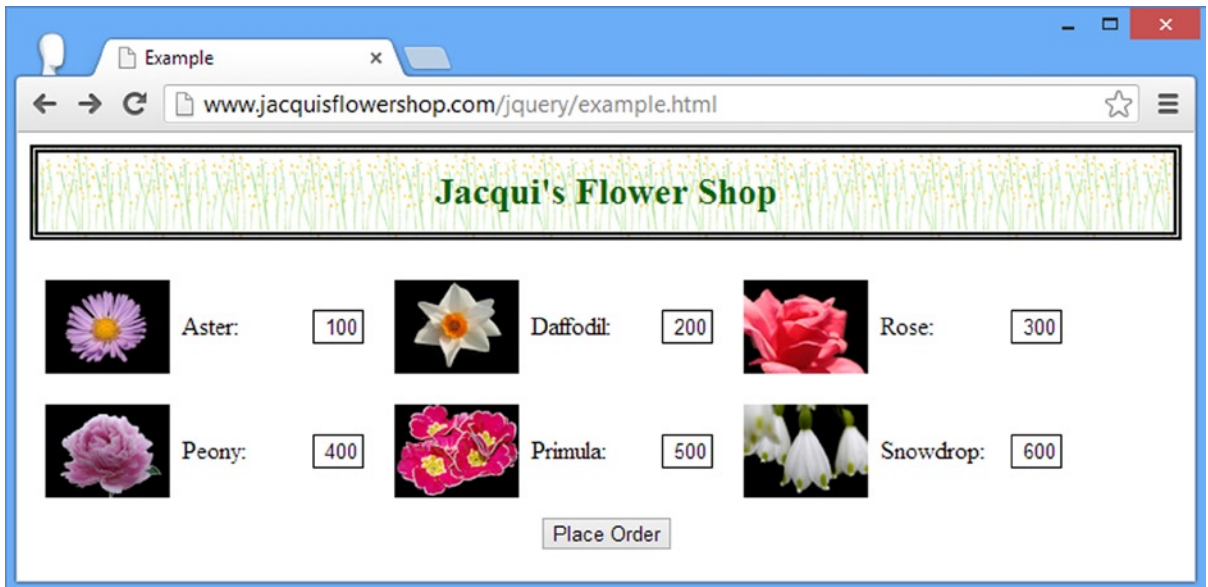 Example
www.jacquisflowershop.com/jquery/example.html
Jacqui's Flower Shop
Aster: 100 Daffodil: 200 Rose: 300
Peony: 400 Primula: 500 Snowdrop: 600
Place Order